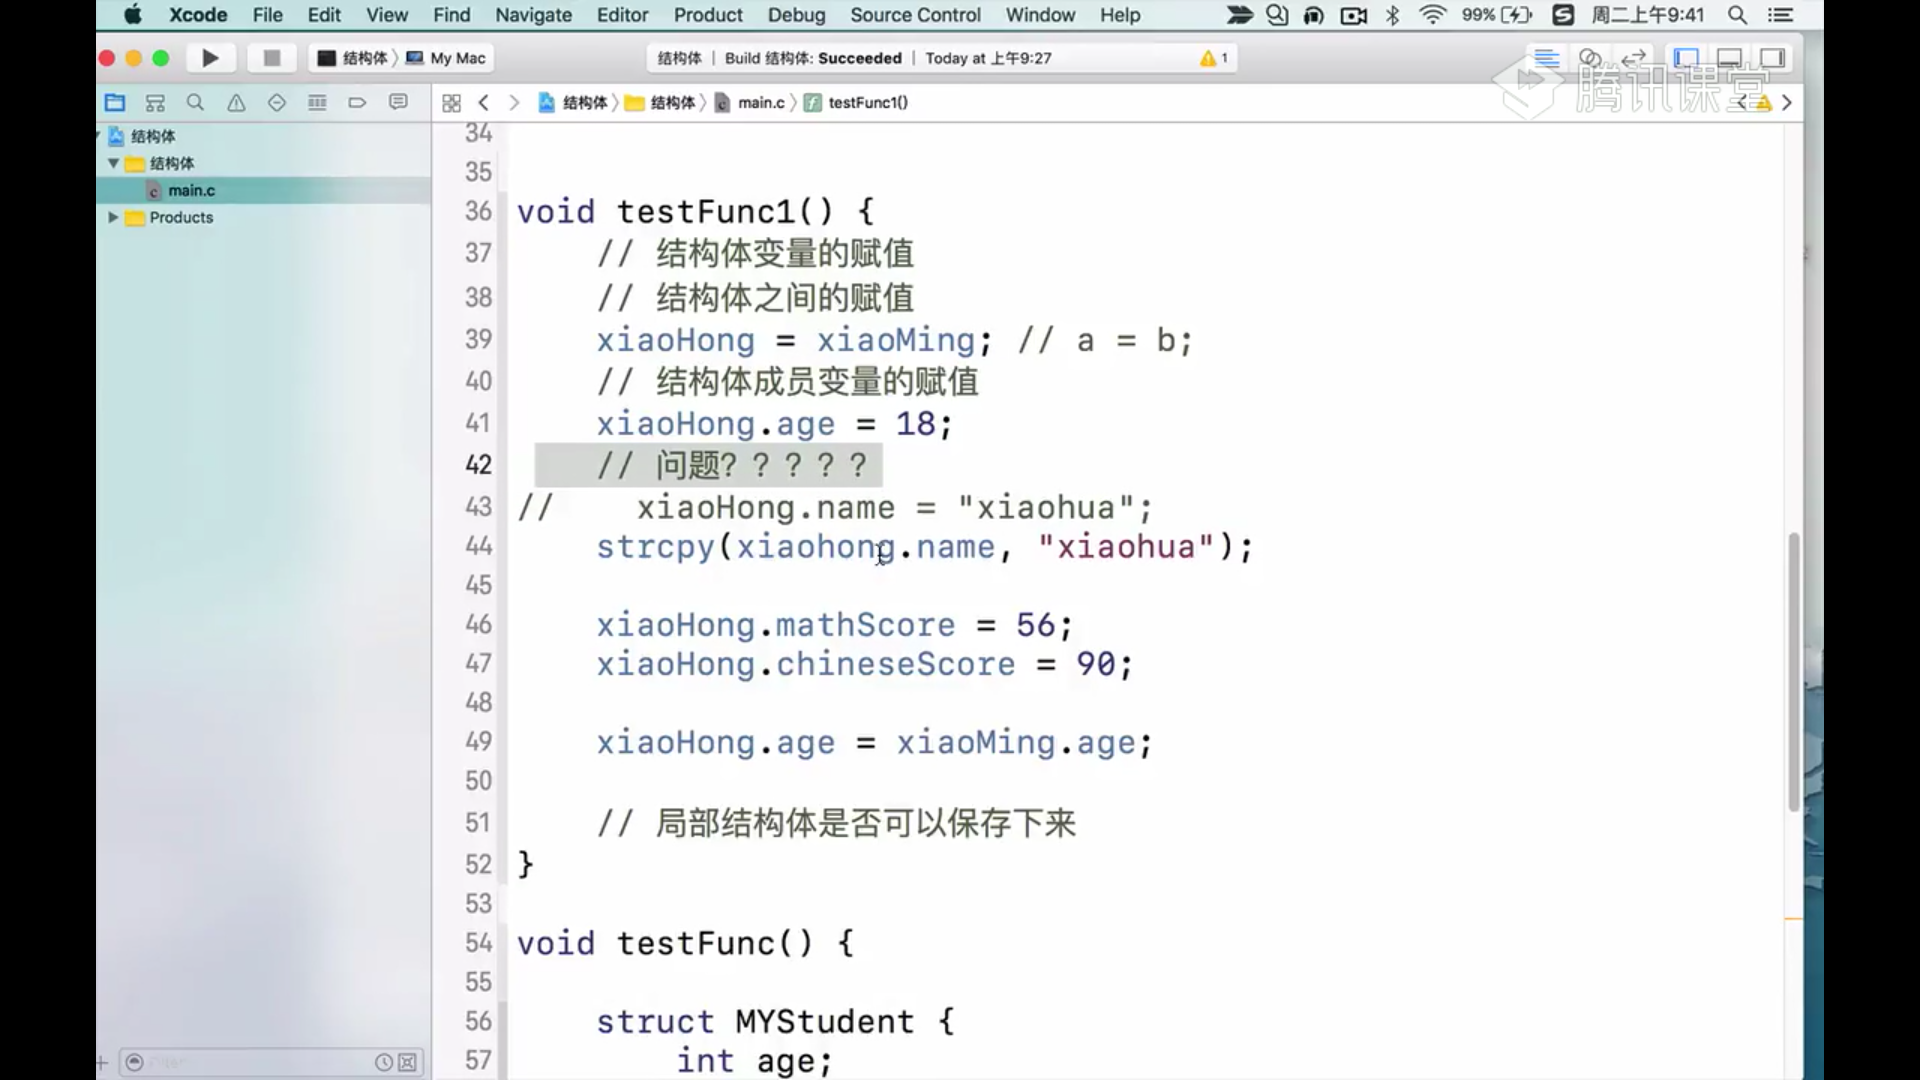 Xcode File Edit View Find Navigate Editor Product Debug Source Control Window Help 99% 周二上午9:41
结构体 〉 My Mac
结构体 | Build 结构体: Succeeded | Today at 上午9:27
1
腾讯课堂
结构体 〉 结构体 〉 main.c 〉 testFunc1()
结构体
结构体
main.c
Products
34
35
36 void testFunc1() {
37 // 结构体变量的赋值
38 // 结构体之间的赋值
39 xiaoHong = xiaoMing; // a = b;
40 // 结构体成员变量的赋值
41 xiaoHong.age = 18;
42 // 问题？？？？？
43 // xiaoHong.name = "xiaohua";
44 strcpy(xiaohong.name, "xiaohua");
45
46 xiaoHong.mathScore = 56;
47 xiaoHong.chineseScore = 90;
48
49 xiaoHong.age = xiaoMing.age;
50
51 // 局部结构体是否可以保存下来
52 }
53
54 void testFunc() {
55
56 struct MYStudent {
57 int age;
Filter